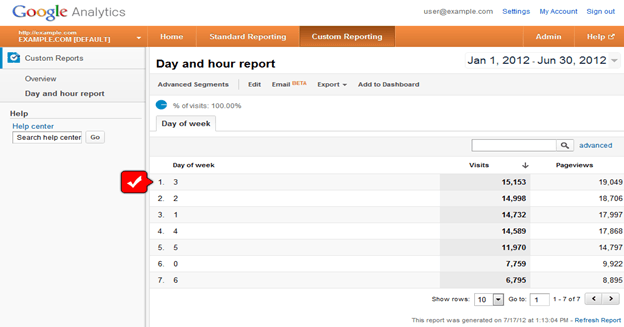 Google Analytics
user@example.com Settings My Account Sign out
http://example.com
EXAMPLE.COM [DEFAULT]
Home Standard Reporting Custom Reporting Admin Help
Custom Reports
Overview
Day and hour report
Help
Help center
Search help center Go
Day and hour report
Jan 1, 2012 - Jun 30, 2012
Advanced Segments Edit Email BETA Export Add to Dashboard
% of visits: 100.00%
Day of week
advanced
Day of week Visits Pageviews
1. 3 15,153 19,049
2. 2 14,998 18,706
3. 1 14,732 17,997
4. 4 14,589 17,868
5. 5 11,970 14,797
6. 0 7,759 9,922
7. 6 6,795 8,895
Show rows: 10 Go to: 1 1 - 7 of 7
This report was generated on 7/17/12 at 1:13:04 PM - Refresh Report